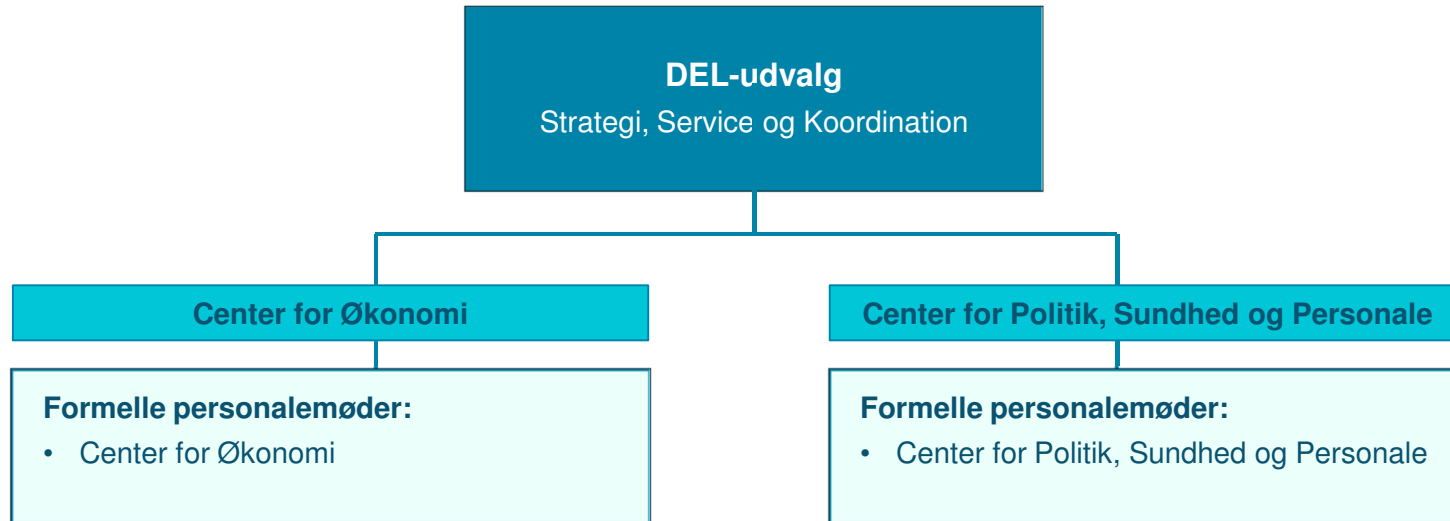 DEL-udvalg
Strategi, Service og Koordination
Center for Økonomi
Formelle personalemøder:
• Center for Økonomi
Center for Politik, Sundhed og Personale
Formelle personalemøder:
• Center for Politik, Sundhed og Personale